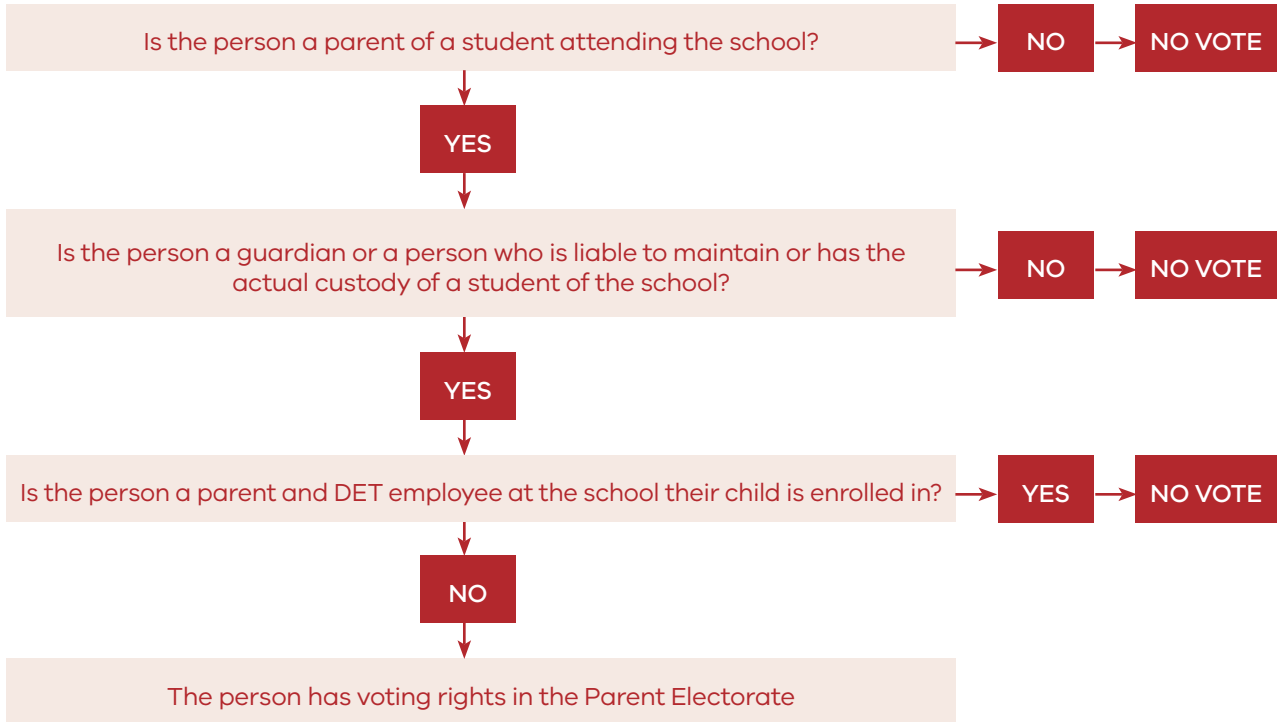 Is the person a parent of a student attending the school?
NO
NO VOTE
YES
Is the person a guardian or a person who is liable to maintain or has the
actual custody of a student of the school?
NO
NO VOTE
YES
Is the person a parent and DET employee at the school their child is enrolled in?
YES
NO VOTE
NO
The person has voting rights in the Parent Electorate